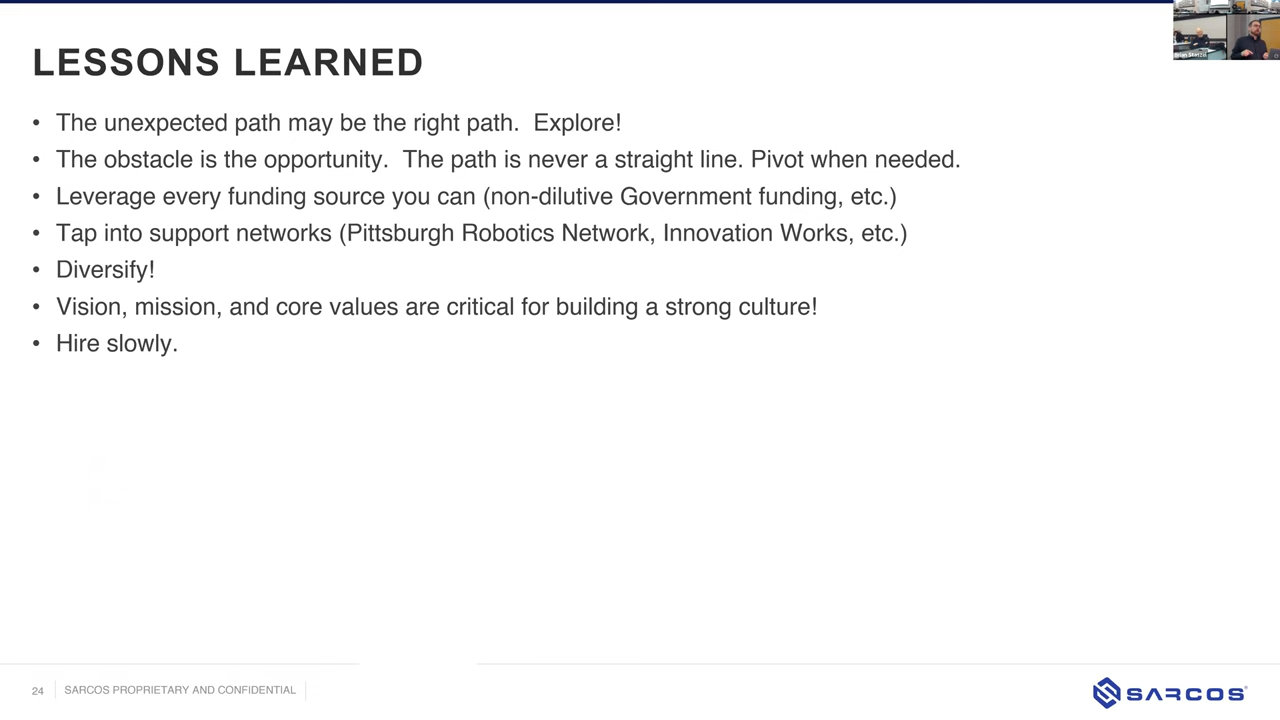 LESSONS LEARNED
• The unexpected path may be the right path.  Explore!
• The obstacle is the opportunity.  The path is never a straight line. Pivot when needed.
• Leverage every funding source you can (non-dilutive Government funding, etc.)
• Tap into support networks (Pittsburgh Robotics Network, Innovation Works, etc.)
• Diversify!
• Vision, mission, and core values are critical for building a strong culture!
• Hire slowly.
24
SARCOS PROPRIETARY AND CONFIDENTIAL
SARCOS